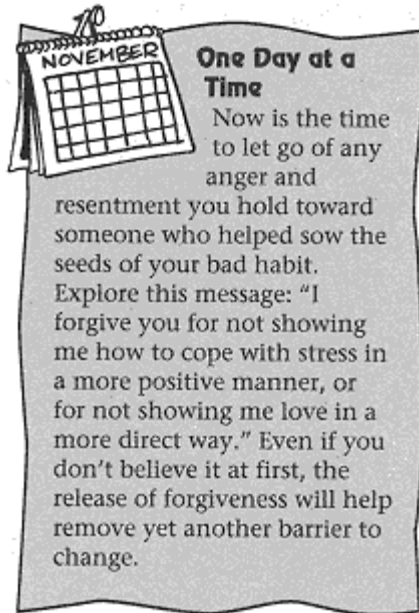 NOVEMBER
One Day at a
Time
Now is the time
to let go of any
anger and
resentment you hold toward
someone who helped sow the
seeds of your bad habit.
Explore this message: “I
forgive you for not showing
me how to cope with stress in
a more positive manner, or
for not showing me love in a
more direct way.” Even if you
don’t believe it at first, the
release of forgiveness will help
remove yet another barrier to
change.